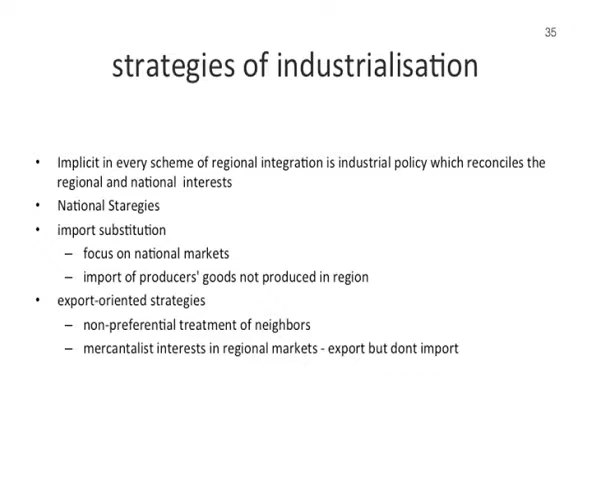 35
strategies of industrialisation
• Implicit in every scheme of regional integration is industrial policy which reconciles the
regional and national interests
• National Staregies
• import substitution
– focus on national markets
– import of producers' goods not produced in region
• export-oriented strategies
– non-preferential treatment of neighbors
– mercantalist interests in regional markets - export but dont import